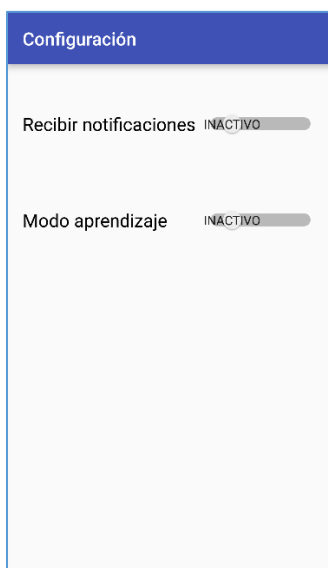 Configuración
Recibir notificaciones INACTIVO
Modo aprendizaje INACTIVO